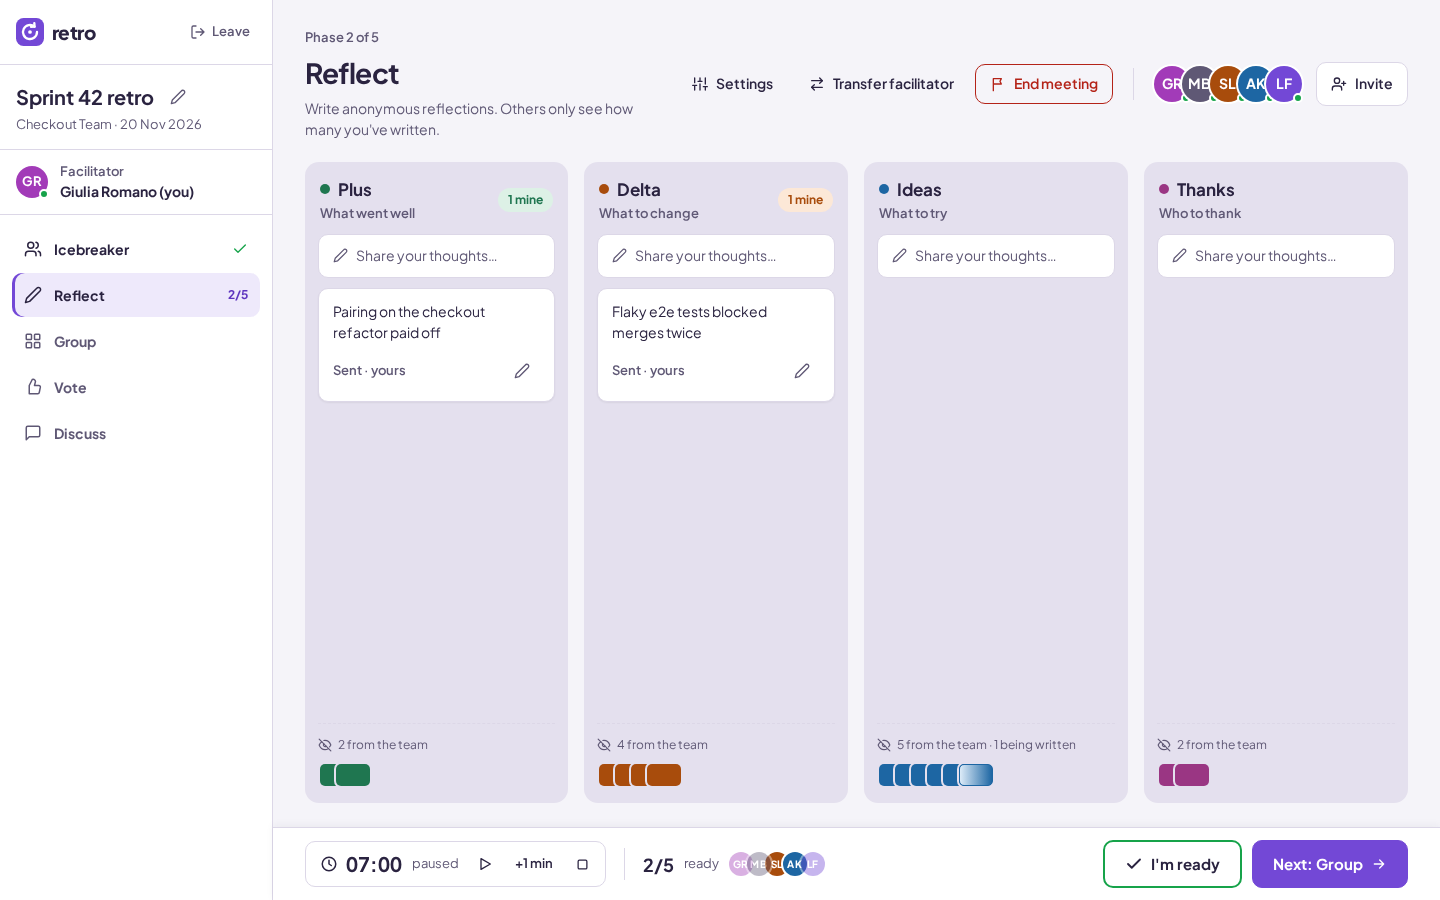 retro
Leave
Sprint 42 retro
Checkout Team · 20 Nov 2026
GR
Facilitator
Giulia Romano (you)
Icebreaker
Reflect 2/5
Group
Vote
Discuss
Phase 2 of 5
Reflect
Write anonymous reflections. Others only see how
many you've written.
Settings
Transfer facilitator
End meeting
GR MB SL AK LF
Invite
Plus
What went well
1 mine
Share your thoughts...
Pairing on the checkout
refactor paid off
Sent · yours
2 from the team
Delta
What to change
1 mine
Share your thoughts...
Flaky e2e tests blocked
merges twice
Sent · yours
4 from the team
Ideas
What to try
Share your thoughts...
5 from the team · 1 being written
Thanks
Who to thank
Share your thoughts...
2 from the team
07:00 paused +1 min
2/5 ready
GR MB SL AK LF
I'm ready
Next: Group